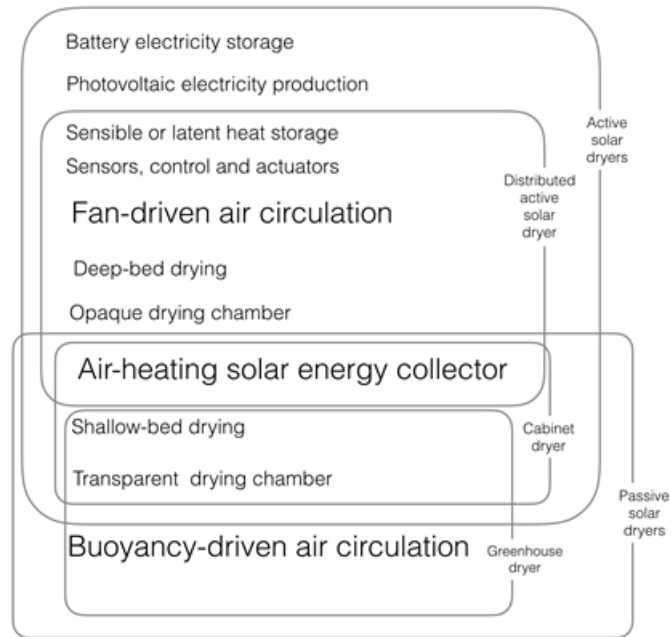 Battery electricity storage
Photovoltaic electricity production
Sensible or latent heat storage
Sensors, control and actuators
Fan-driven air circulation
Deep-bed drying
Opaque drying chamber
Air-heating solar energy collector
Shallow-bed drying
Transparent drying chamber
Buoyancy-driven air circulation
Active
solar
dryers
Distributed
active
solar
dryer
Cabinet
dryer
Passive
solar
dryers
Greenhouse
dryer